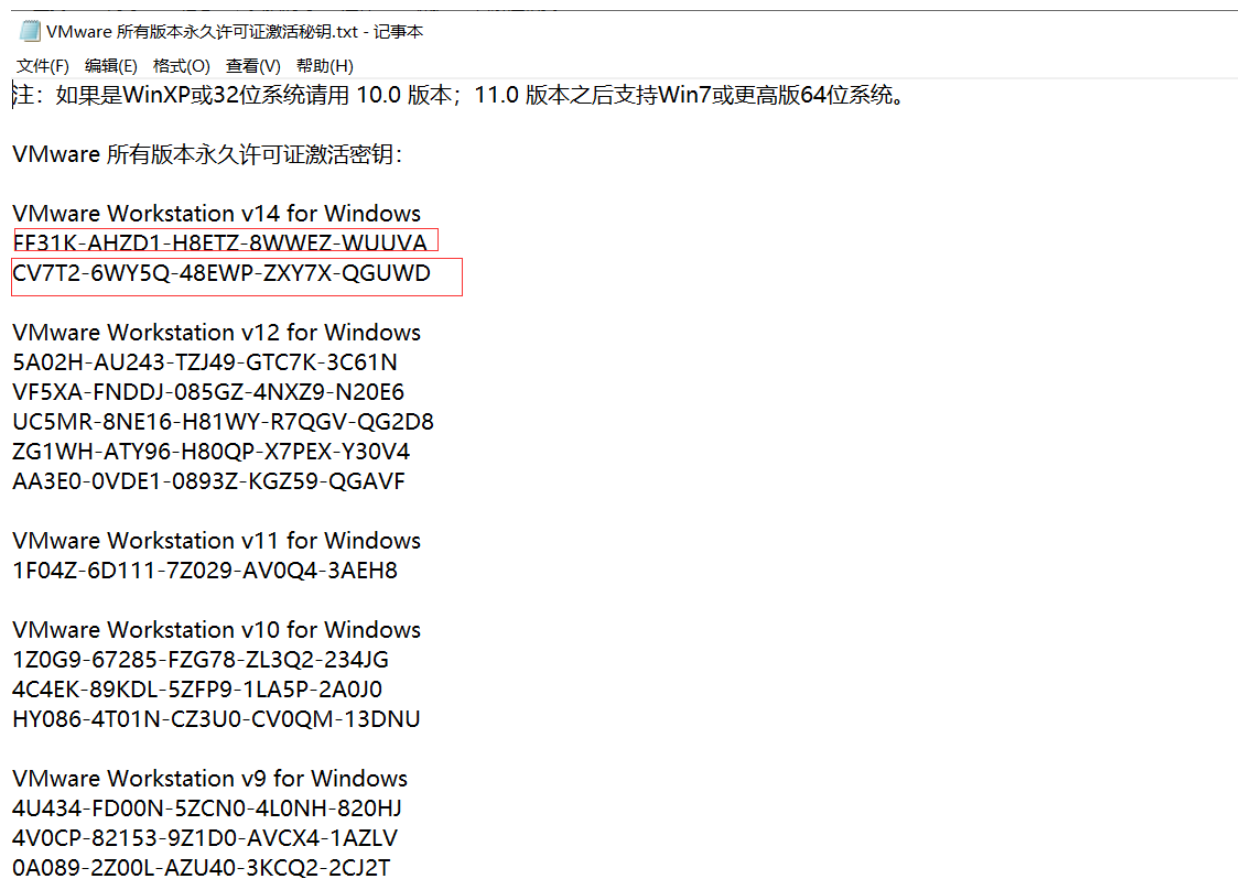 VMware 所有版本永久许可证激活秘钥.txt - 记事本
文件(F) 编辑(E) 格式(O) 查看(V) 帮助(H)
注：如果是WinXP或32位系统请用 10.0 版本；11.0 版本之后支持Win7或更高版64位系统。
VMware 所有版本永久许可证激活密钥：
VMware Workstation v14 for Windows
FF31K-AHZD1-H8ETZ-8WWEZ-WUUVA
CV7T2-6WY5Q-48EWP-ZXY7X-QGUWD
VMware Workstation v12 for Windows
5A02H-AU243-TZJ49-GTC7K-3C61N
VF5XA-FNDDJ-085GZ-4NXZ9-N20E6
UC5MR-8NE16-H81WY-R7QGV-QG2D8
ZG1WH-ATY96-H80QP-X7PEX-Y30V4
AA3E0-0VDE1-0893Z-KGZ59-QGAVF
VMware Workstation v11 for Windows
1F04Z-6D111-7Z029-AV0Q4-3AEH8
VMware Workstation v10 for Windows
1Z0G9-67285-FZG78-ZL3Q2-234JG
4C4EK-89KDL-5ZFP9-1LA5P-2A0J0
HY086-4T01N-CZ3U0-CV0QM-13DNU
VMware Workstation v9 for Windows
4U434-FD00N-5ZCN0-4L0NH-820HJ
4V0CP-82153-9Z1D0-AVCX4-1AZLV
0A089-2Z00L-AZU40-3KCQ2-2CJ2T